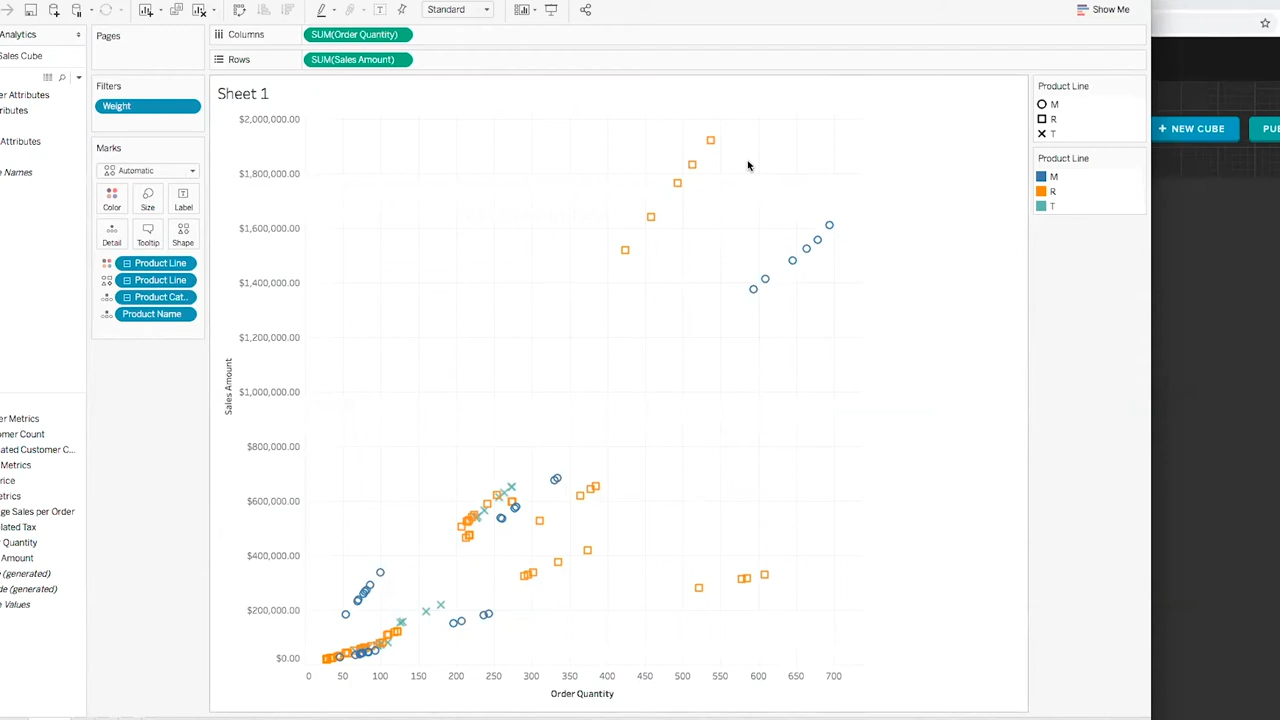 Standard
Show Me
Analytics
Pages
Columns
SUM(Order Quantity)
Sales Cube
Rows
SUM(Sales Amount)
Filters
Weight
er Attributes
ributes
Attributes
e Names
Marks
Automatic
Color
Size
Label
Detail
Tooltip
Shape
Product Line
Product Line
Product Cat..
Product Name
er Metrics
omer Count
ated Customer C...
Metrics
rice
etrics
age Sales per Order
lated Tax
r Quantity
Amount
e (generated)
de (generated)
re Values
Sheet 1
$2,000,000.00
$1,800,000.00
$1,600,000.00
$1,400,000.00
$1,200,000.00
$1,000,000.00
$800,000.00
$600,000.00
$400,000.00
$200,000.00
$0.00
Sales Amount
0 50 100 150 200 250 300 350 400 450 500 550 600 650 700
Order Quantity
Product Line
M
R
T
Product Line
M
R
T
+ NEW CUBE
PU